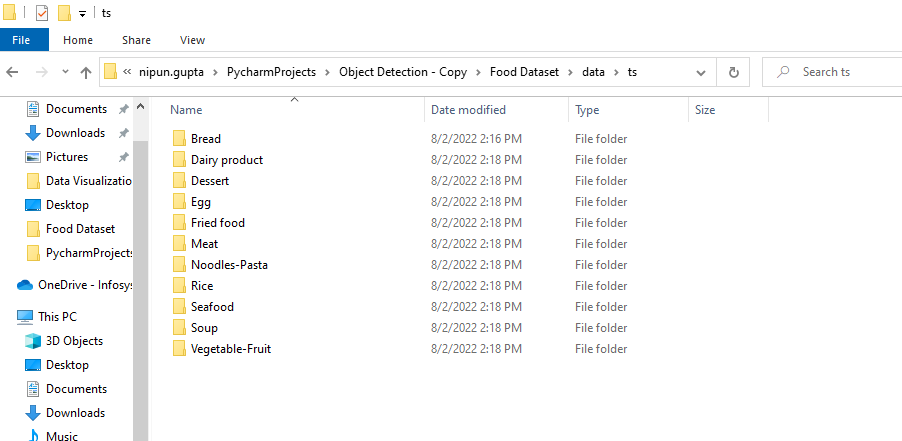 ts
File Home Share View
« nipun.gupta > PycharmProjects > Object Detection - Copy > Food Dataset > data > ts Search ts
Name Date modified Type Size
Documents
Downloads
Pictures
Data Visualizatio
Desktop
Food Dataset
PycharmProjects
OneDrive - Infosys
This PC
3D Objects
Desktop
Documents
Downloads
Music
Bread 8/2/2022 2:16 PM File folder
Dairy product 8/2/2022 2:18 PM File folder
Dessert 8/2/2022 2:18 PM File folder
Egg 8/2/2022 2:18 PM File folder
Fried food 8/2/2022 2:18 PM File folder
Meat 8/2/2022 2:18 PM File folder
Noodles-Pasta 8/2/2022 2:18 PM File folder
Rice 8/2/2022 2:18 PM File folder
Seafood 8/2/2022 2:18 PM File folder
Soup 8/2/2022 2:18 PM File folder
Vegetable-Fruit 8/2/2022 2:18 PM File folder